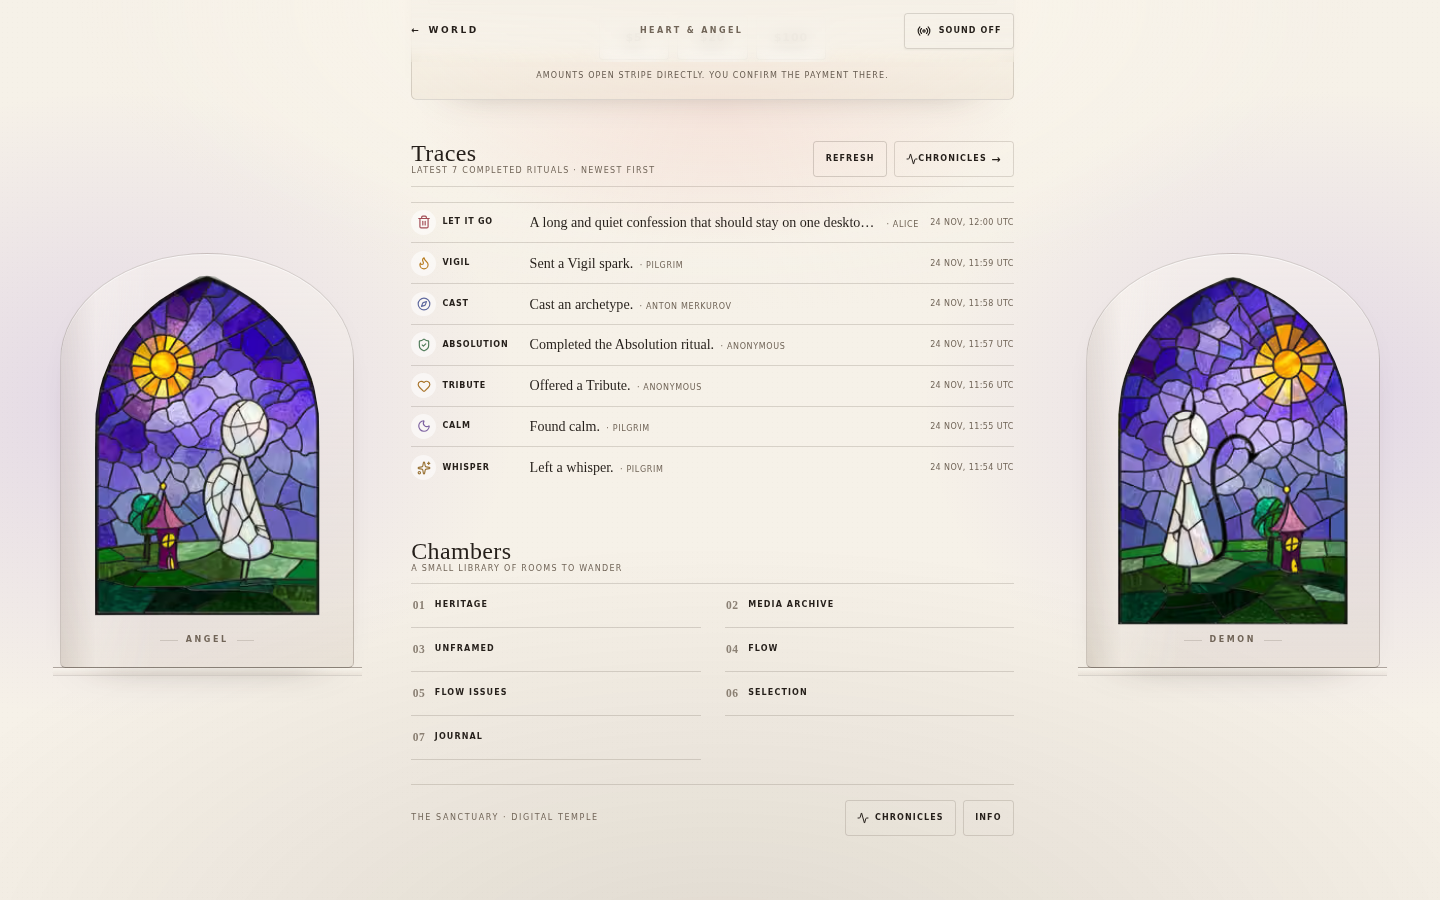 ← WORLD
HEART & ANGEL
SOUND OFF
AMOUNTS OPEN STRIPE DIRECTLY. YOU CONFIRM THE PAYMENT THERE.
Traces
LATEST 7 COMPLETED RITUALS · NEWEST FIRST
REFRESH
CHRONICLES →
LET IT GO A long and quiet confession that should stay on one deskto… · ALICE 24 NOV, 12:00 UTC
VIGIL Sent a Vigil spark. · PILGRIM 24 NOV, 11:59 UTC
CAST Cast an archetype. · ANTON MERKUROV 24 NOV, 11:58 UTC
ABSOLUTION Completed the Absolution ritual. · ANONYMOUS 24 NOV, 11:57 UTC
TRIBUTE Offered a Tribute. · ANONYMOUS 24 NOV, 11:56 UTC
CALM Found calm. · PILGRIM 24 NOV, 11:55 UTC
WHISPER Left a whisper. · PILGRIM 24 NOV, 11:54 UTC
ANGEL
DEMON
Chambers
A SMALL LIBRARY OF ROOMS TO WANDER
01 HERITAGE
02 MEDIA ARCHIVE
03 UNFRAMED
04 FLOW
05 FLOW ISSUES
06 SELECTION
07 JOURNAL
THE SANCTUARY · DIGITAL TEMPLE
CHRONICLES
INFO